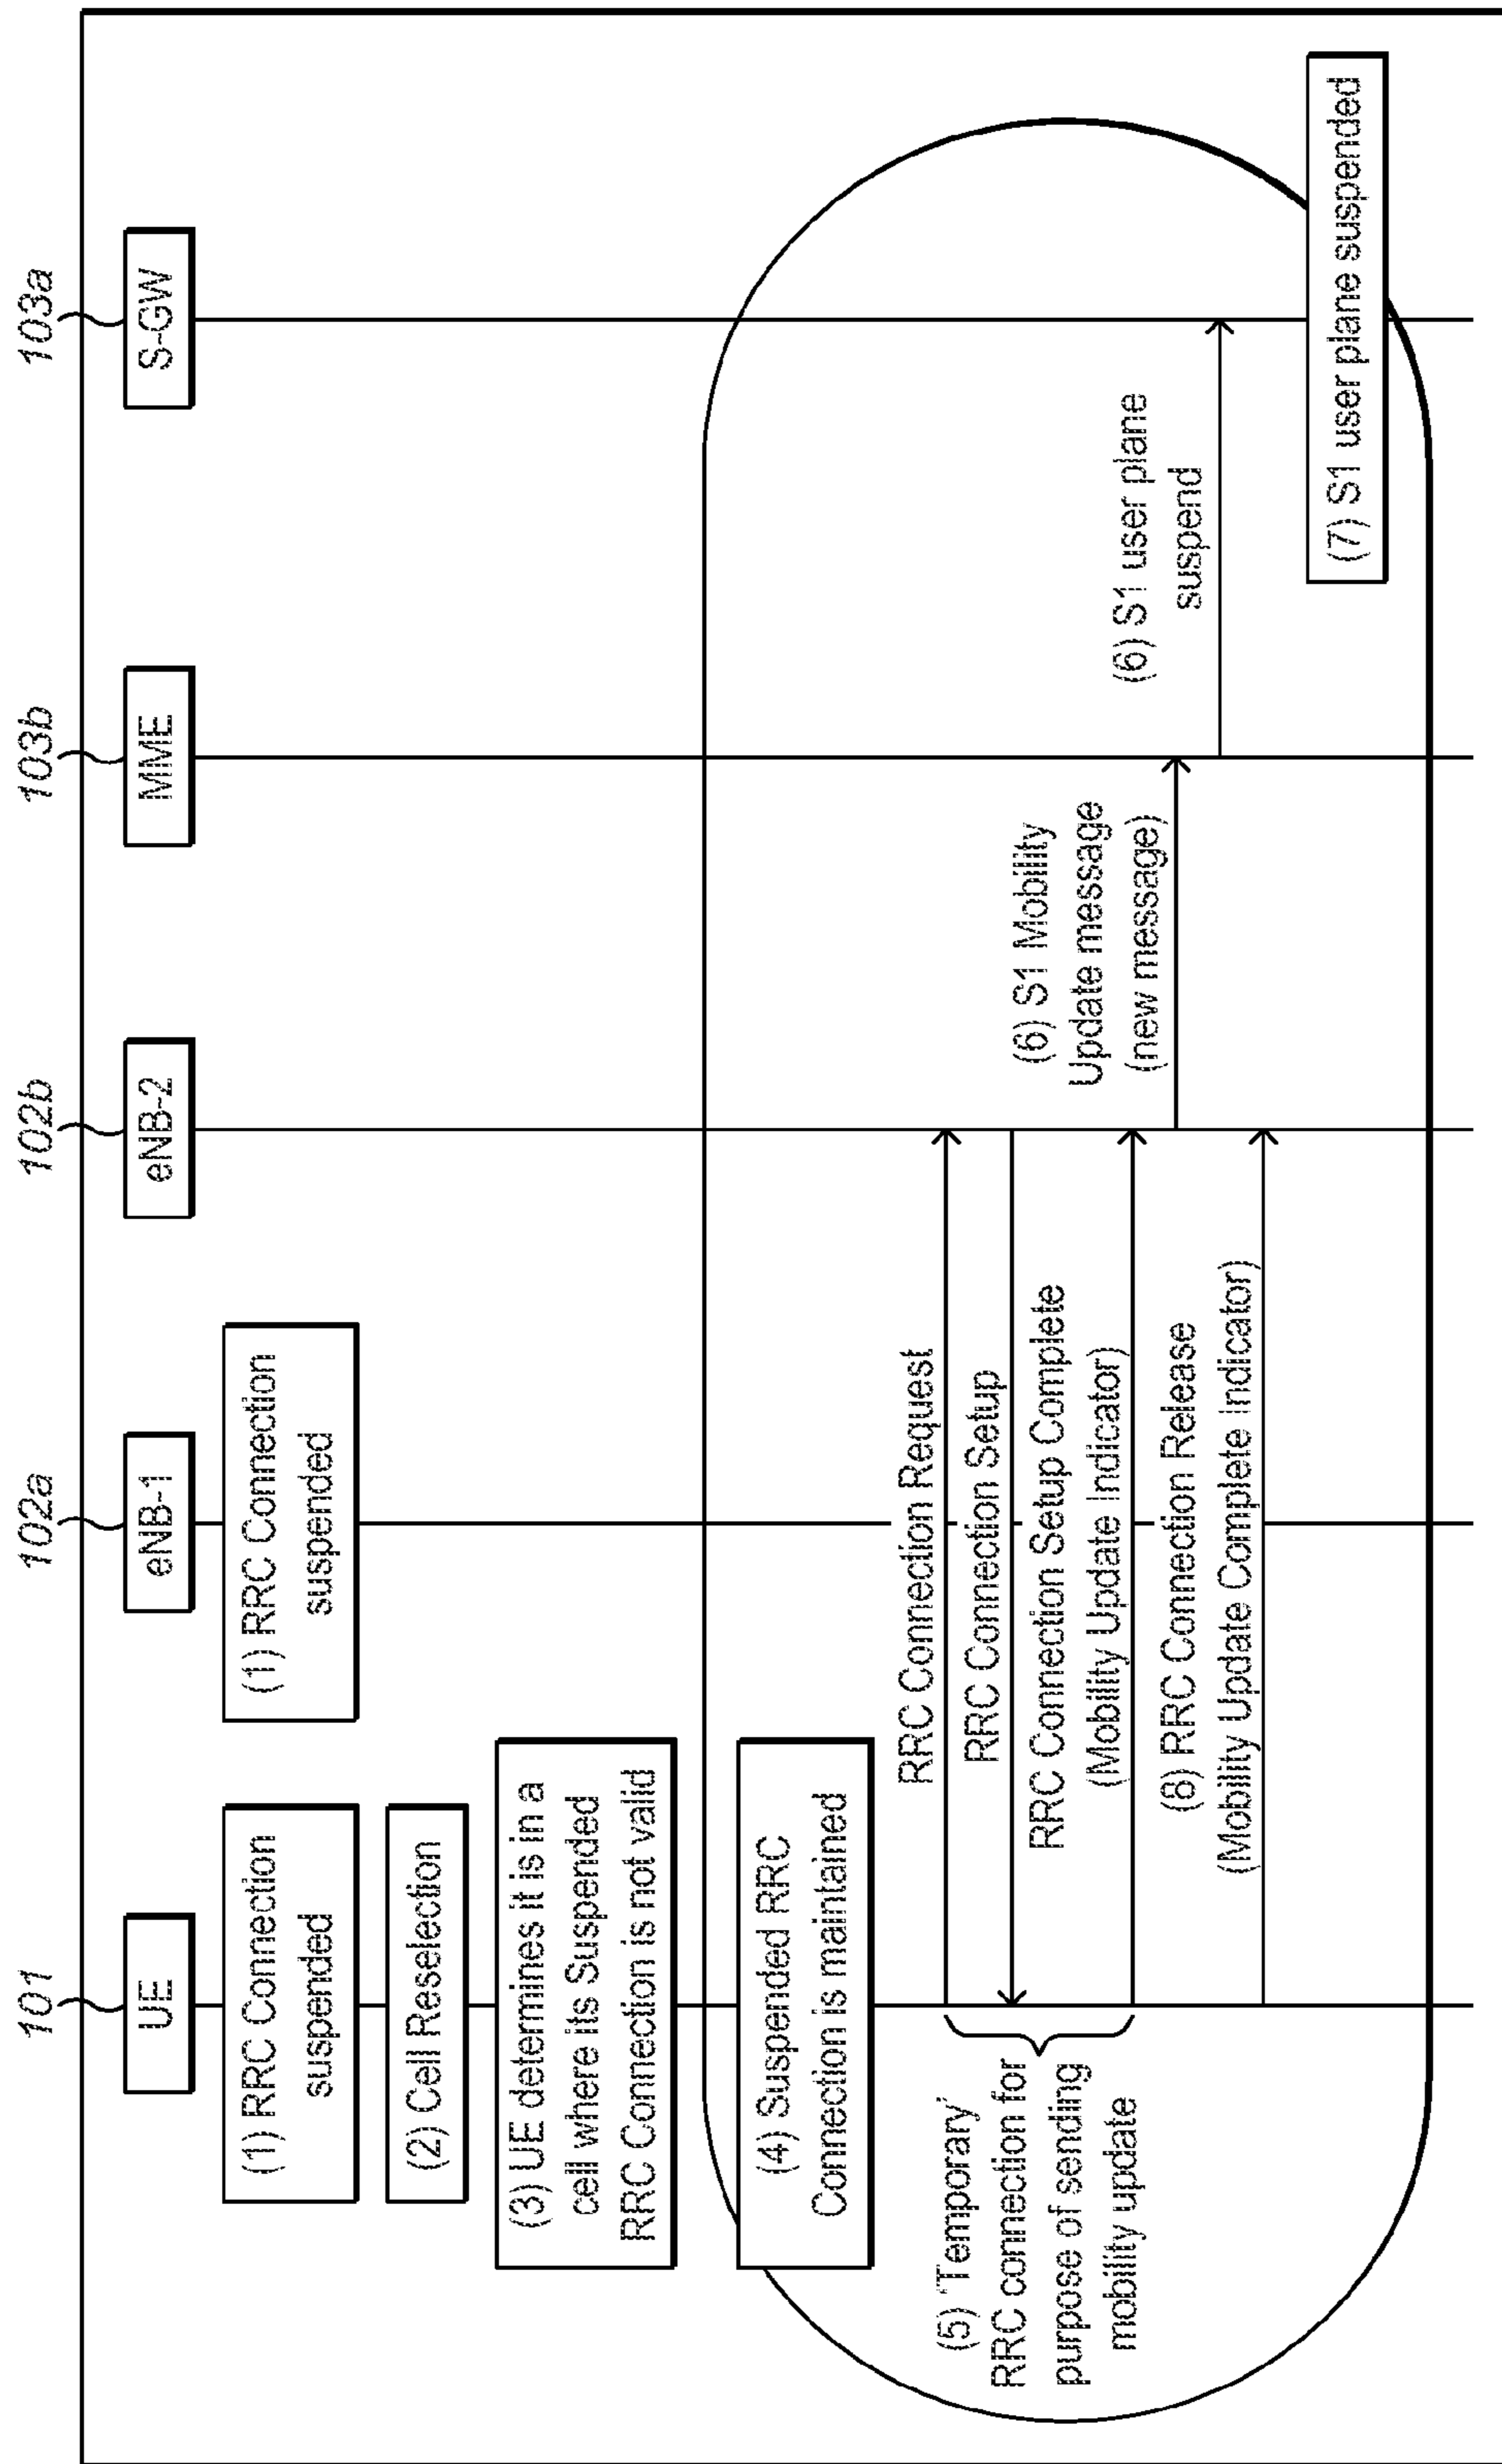 101
102a
102b
103b
103a
UE
eNB-1
eNB-2
MME
S-GW
(1) RRC Connection
suspended
(1) RRC Connection
suspended
(2) Cell Reselection
(3) UE determines it is in a
cell where its Suspended
RRC Connection is not valid
(4) Suspended RRC
Connection is maintained
(5) 'Temporary'
RRC connection for
purpose of sending
mobility update
RRC Connection Request
RRC Connection Setup
RRC Connection Setup Complete
(Mobility Update Indicator)
(6) S1 Mobility
Update message
(new message)
(6) S1 user plane
suspend
(8) RRC Connection Release
(Mobility Update Complete Indicator)
(7) S1 user plane suspended